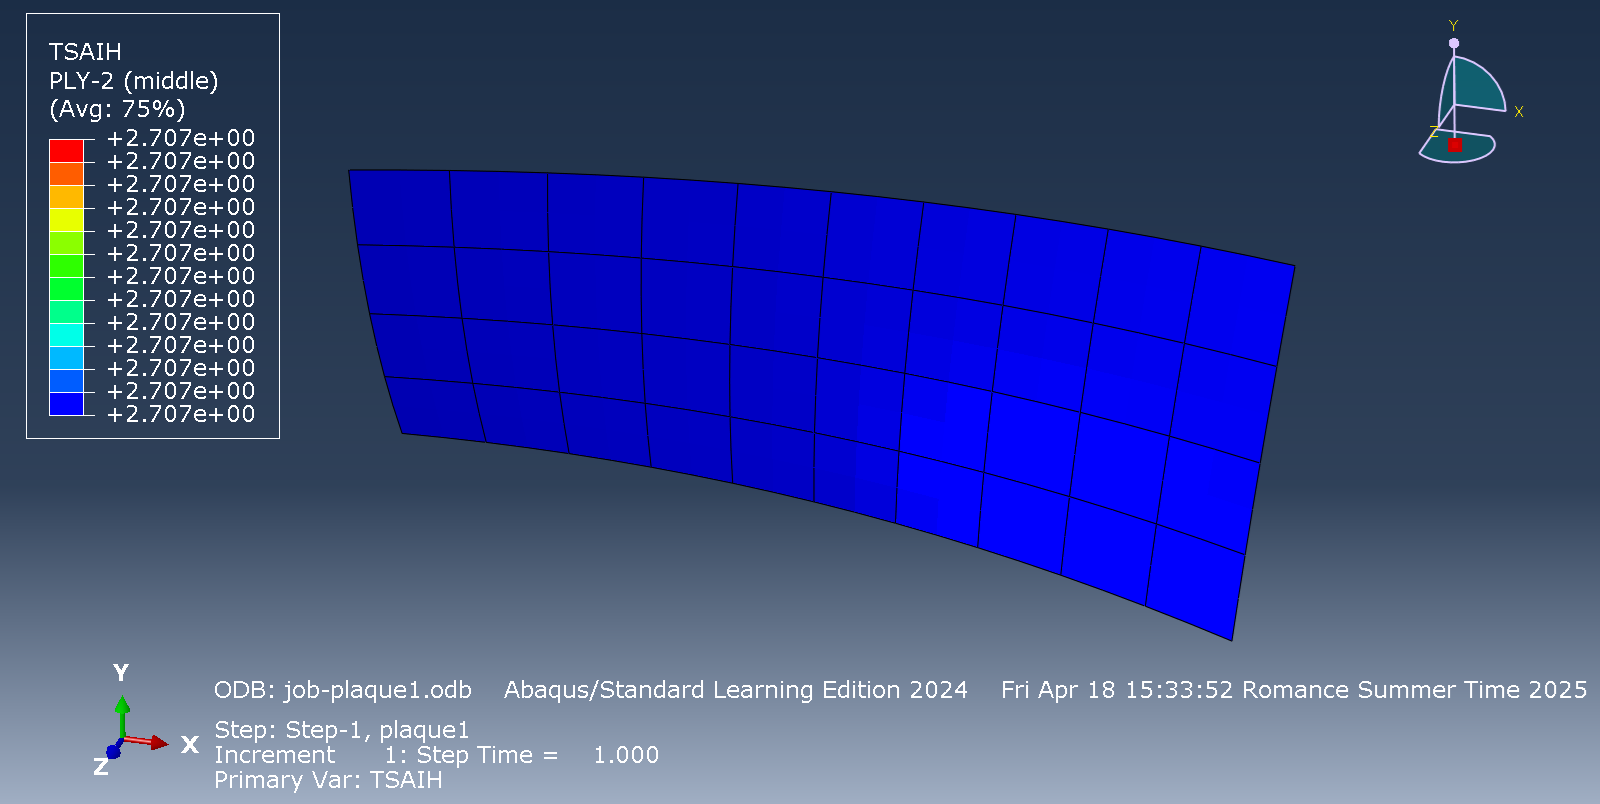 TSAIH
PLY-2 (middle)
(Avg: 75%)
+2.707e+00
+2.707e+00
+2.707e+00
+2.707e+00
+2.707e+00
+2.707e+00
+2.707e+00
+2.707e+00
+2.707e+00
+2.707e+00
+2.707e+00
+2.707e+00
+2.707e+00
Y
X
Z
Y
X
Z
ODB: job-plaque1.odb Abaqus/Standard Learning Edition 2024 Fri Apr 18 15:33:52 Romance Summer Time 2025
Step: Step-1, plaque1
Increment 1: Step Time = 1.000
Primary Var: TSAIH